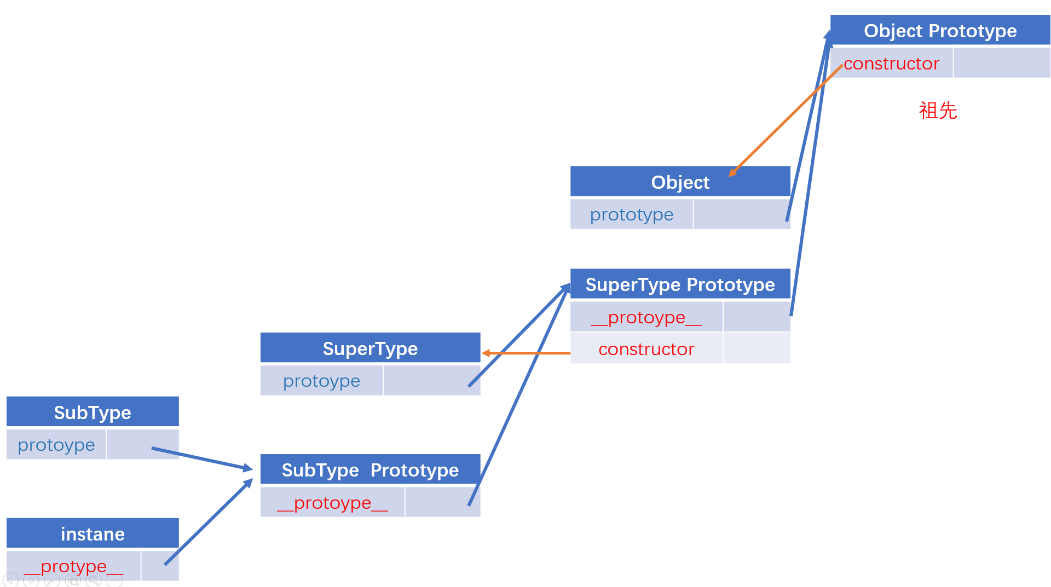 Object Prototype
constructor
祖先
Object
prototype
SuperType Prototype
__protoype__
constructor
SuperType
protoype
SubType
protoype
SubType Prototype
__protoype__
instane
__protype__